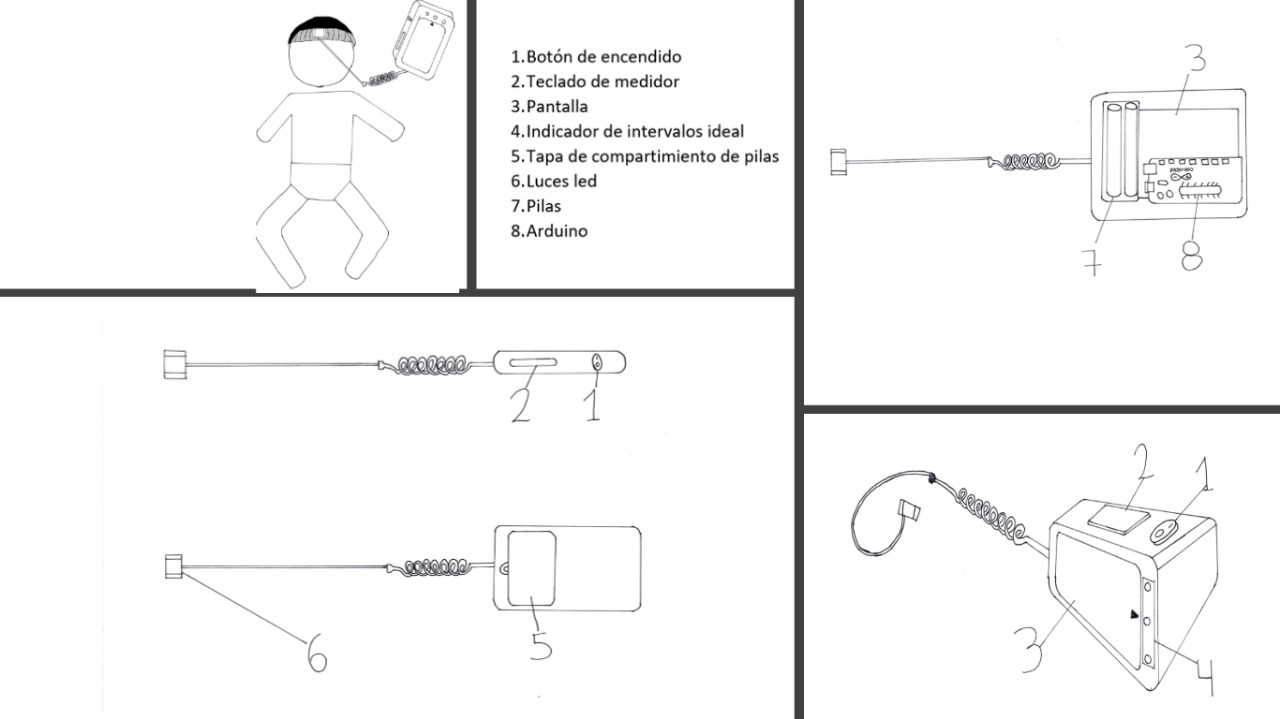 1.Botón de encendido
2.Teclado de medidor
3.Pantalla
4.Indicador de intervalos ideal
5.Tapa de compartimiento de pilas
6.Luces led
7.Pilas
8.Arduino
3
7
8
2
1
6
5
2
1
3
4